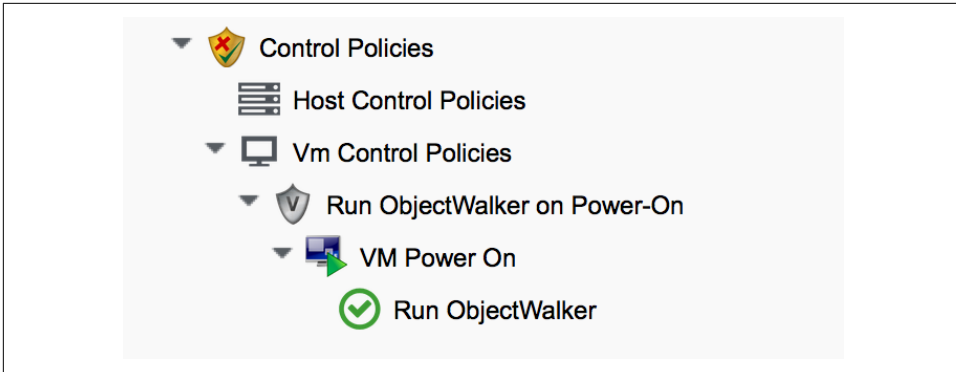 Control Policies
Host Control Policies
Vm Control Policies
V
Run ObjectWalker on Power-On
VM Power On
Run ObjectWalker